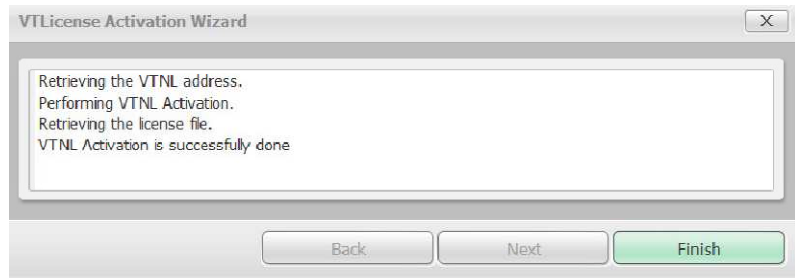 VTLicense Activation Wizard
X
Retrieving the VTNL address.
Performing VTNL Activation.
Retrieving the license file.
VTNL Activation is successfully done
Back
Next
Finish